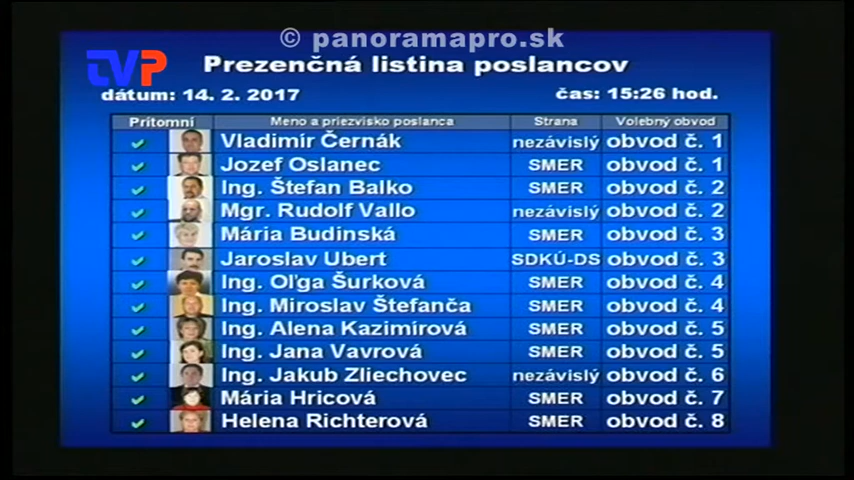 © panoramapro.sk
TVP
Prezenčná listina poslancov
dátum: 14. 2. 2017 čas: 15:26 hod.
Prítomní Meno a priezvisko poslanca Strana Volebný obvod
Vladimír Černák nezávislý obvod č. 1
Jozef Oslanec SMER obvod č. 1
Ing. Štefan Balko SMER obvod č. 2
Mgr. Rudolf Vallo nezávislý obvod č. 2
Mária Budinská SMER obvod č. 3
Jaroslav Ubert SDKÚ-DS obvod č. 3
Ing. Oľga Šurková SMER obvod č. 4
Ing. Miroslav Štefanča SMER obvod č. 4
Ing. Alena Kazimírová SMER obvod č. 5
Ing. Jana Vavrová SMER obvod č. 5
Ing. Jakub Zliechovec nezávislý obvod č. 6
Mária Hricová SMER obvod č. 7
Helena Richterová SMER obvod č. 8